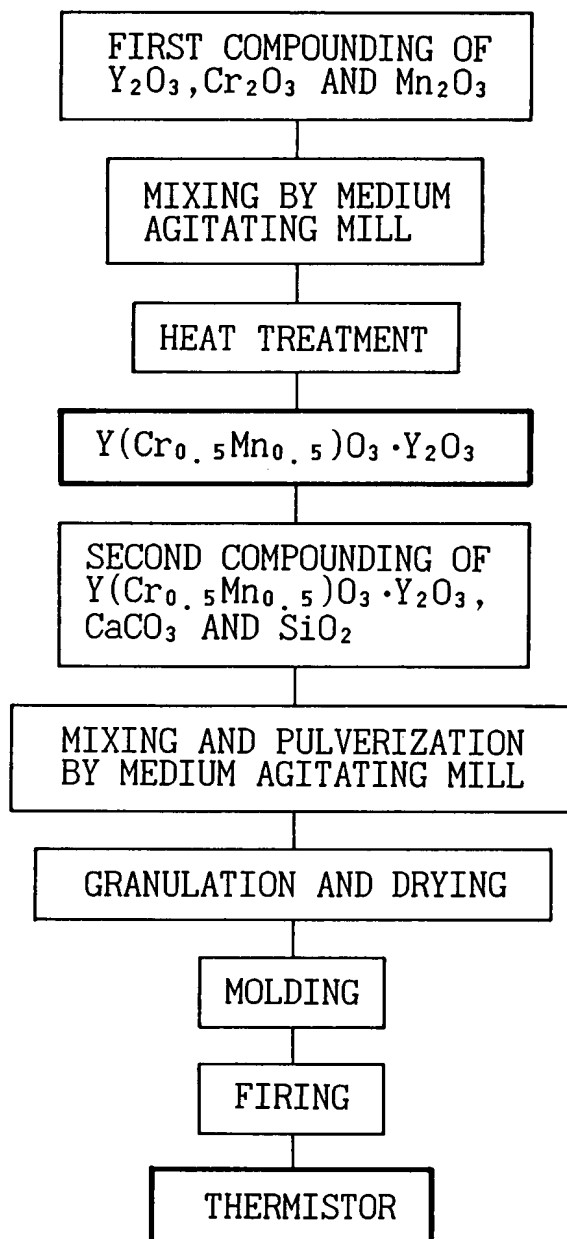 FIRST COMPOUNDING OF
Y₂O₃,Cr₂O₃ AND Mn₂O₃
MIXING BY MEDIUM
AGITATING MILL
HEAT TREATMENT
Y(Cr₀.₅Mn₀.₅)O₃·Y₂O₃
SECOND COMPOUNDING OF
Y(Cr₀.₅Mn₀.₅)O₃·Y₂O₃,
CaCO₃ AND SiO₂
MIXING AND PULVERIZATION
BY MEDIUM AGITATING MILL
GRANULATION AND DRYING
MOLDING
FIRING
THERMISTOR